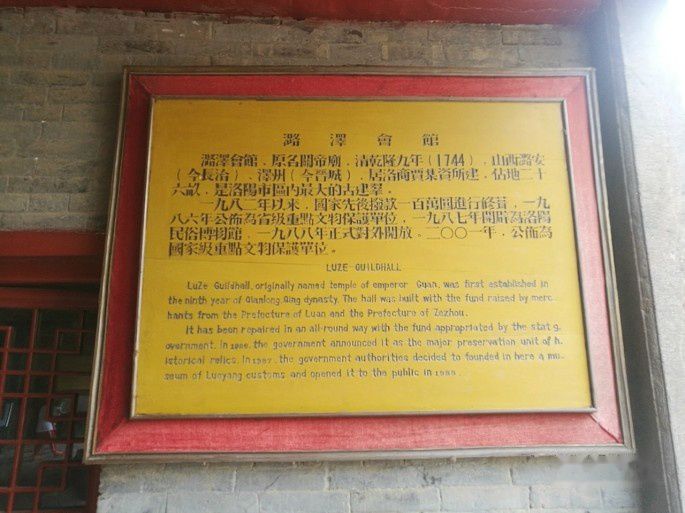 潞澤會館
潞澤會館，原名關帝廟，清乾隆九年（1744），山西潞安
（今長冶）、澤州（今晉城），居洛商賈集資所建，佔地二十
六畝，是洛陽市區內最大的古建羣。
一九八二年以來，國家先後撥款一百萬圓進行修葺，一九
八六年公佈為省級重點文物保護單位，一九八七年開闢為洛陽
民俗博物館，一九八八年正式對外開放。二〇〇一年，公佈為
國家級重點文物保護單位。
LUZE GUILDHALL
LuZe Guildhall, originally named temple of emperor Guan, was first established in
the ninth year of Qianlong,Qing dynasty. The hall was built with the fund raised by merc-
hants from the Prefecture of Luan and the Prefecture of Zezhou.
It has been repaired in an all-round way with the fund appropriated by the stat g-
overnment. In 1986, the government announced it as the major preservation unit of h-
istorical relics. In 1987, the government authorities decided to founded in here a mu-
seum of Luoyang customs and opened it to the public in 1988.